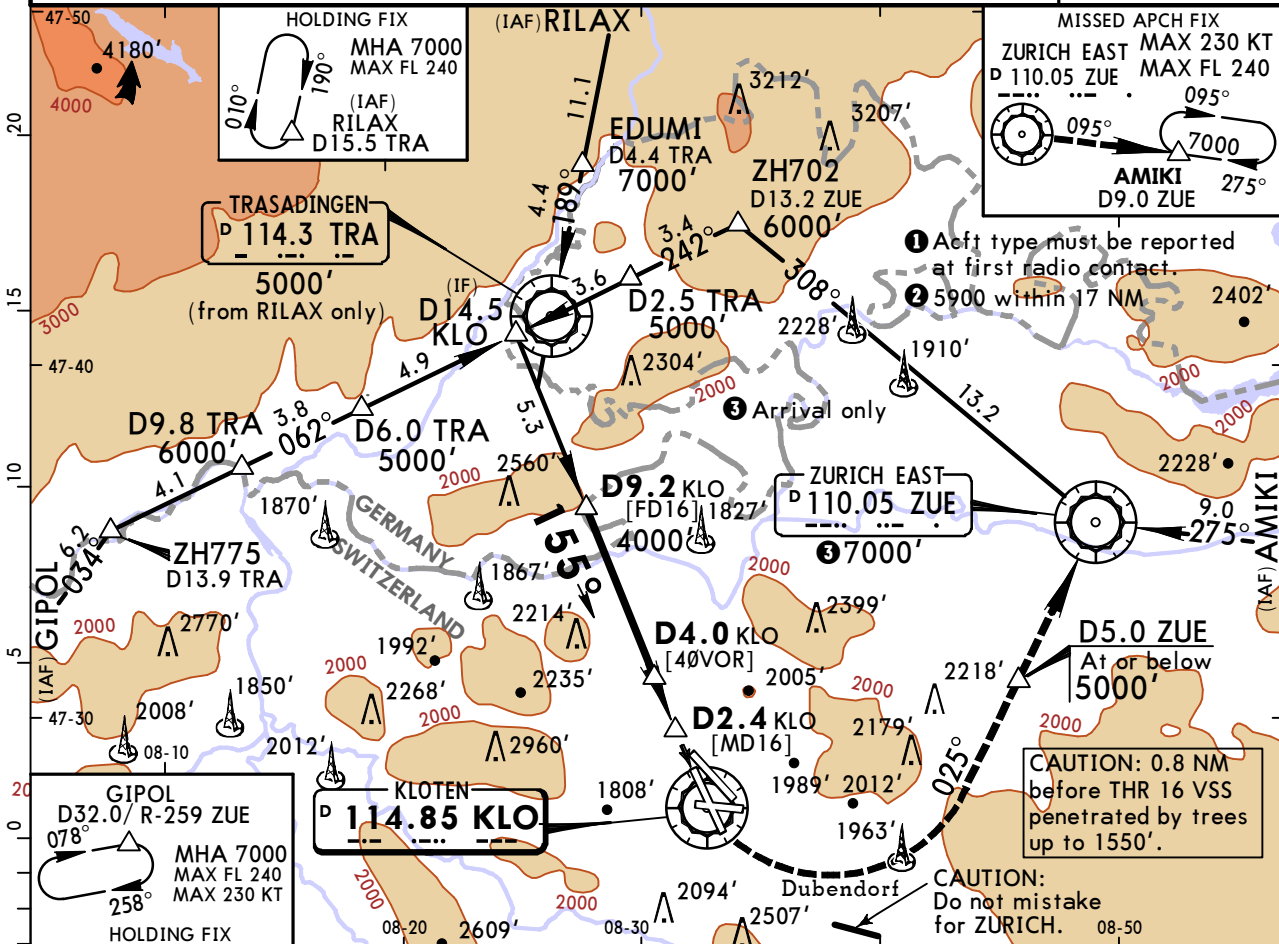 47-50
4180'
4000
HOLDING FIX
MHA 7000
MAX FL 240
010°
190°
(IAF)
RILAX
D15.5 TRA
(IAF) RILAX
11.1
MISSED APCH FIX
ZURICH EAST
D 110.05 ZUE
MAX 230 KT
MAX FL 240
095°
095°
7000
275°
AMIKI
D9.0 ZUE
20
3212'
3207'
EDUMI
D4.4 TRA
7000'
4.4
189°
ZH702
D13.2 ZUE
6000'
3.4
242°
TRASADINGEN
D 114.3 TRA
5000'
(from RILAX only)
❶ Acft type must be reported
at first radio contact.
❷ 5900 within 17 NM
308°
3.6
(IF)
D14.5
KLO
D2.5 TRA
5000'
15
3000
47-40
2228'
1910'
2402'
2000
2000
4.9
2304'
2000
❸ Arrival only
13.2
D9.8 TRA
6000'
3.8
062°
D6.0 TRA
5000'
5.3
10
4.1
2560'
2000
D9.2 KLO
[FD16]
4000'
1827'
ZURICH EAST
D 110.05 ZUE
❸ 7000'
2228'
9.0
275°
(IAF) AMIKI
1870'
GERMANY
SWITZERLAND
155°
6.2
034°
(IAF) GIPOL
ZH775
D13.9 TRA
1867'
2214'
2000
2399'
2000
2770'
5
1992'
2000
2235'
D4.0 KLO
[40VOR]
2005'
2000
2218'
D5.0 ZUE
At or below
5000'
2000
1850'
2268'
2000
47-30
2008'
08-10
2012'
2960'
D2.4 KLO
[MD16]
1989'
2179'
2012'
025°
CAUTION: 0.8 NM
before THR 16 VSS
penetrated by trees
up to 1550'.
20
0
GIPOL
D32.0/ R-259 ZUE
078°
258°
MHA 7000
MAX FL 240
MAX 230 KT
HOLDING FIX
KLOTEN
D 114.85 KLO
1808'
1963'
2000
2000
2609'
08-20
2094'
08-30
2507'
Dubendorf
CAUTION:
Do not mistake
for ZURICH.
08-50